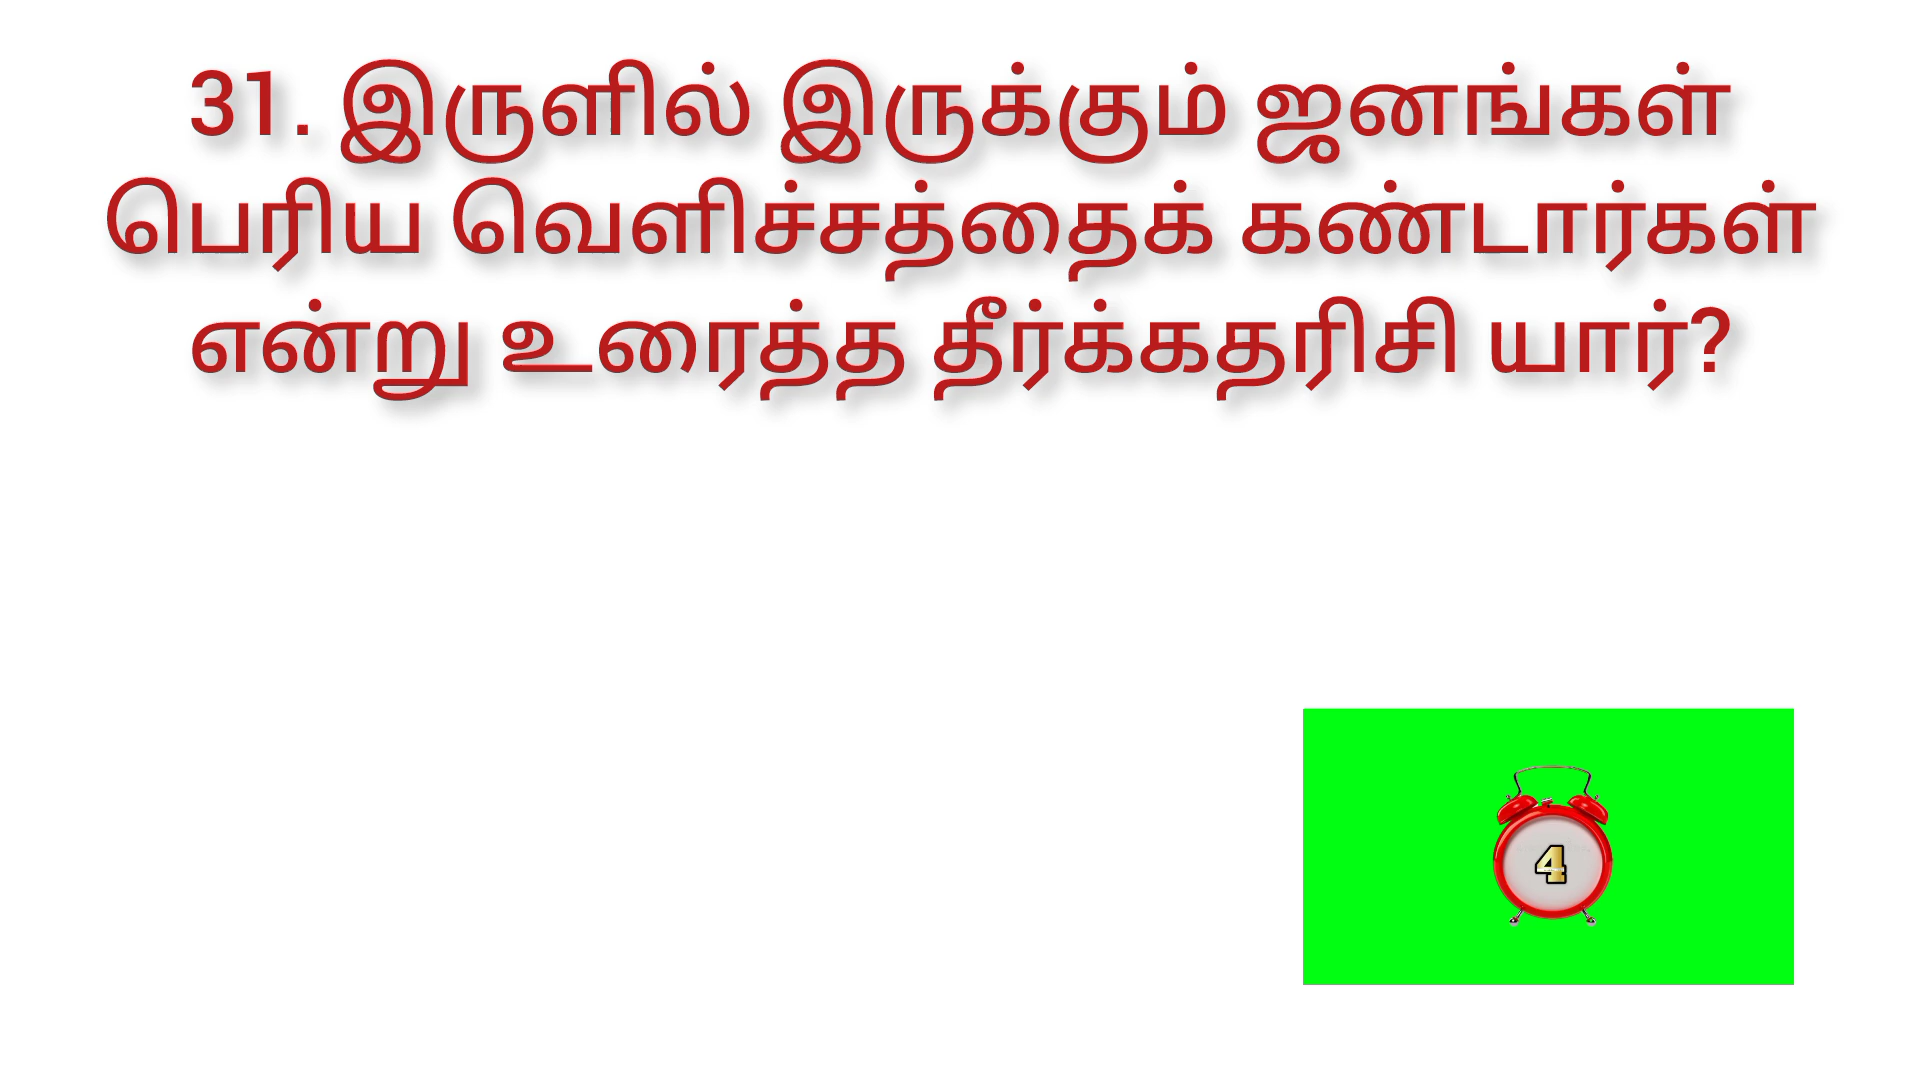 31. இருளில் இருக்கும் ஜனங்கள்
பெரிய வெளிச்சத்தைக் கண்டார்கள்
என்று உரைத்த தீர்க்கதரிசி யார்?
4